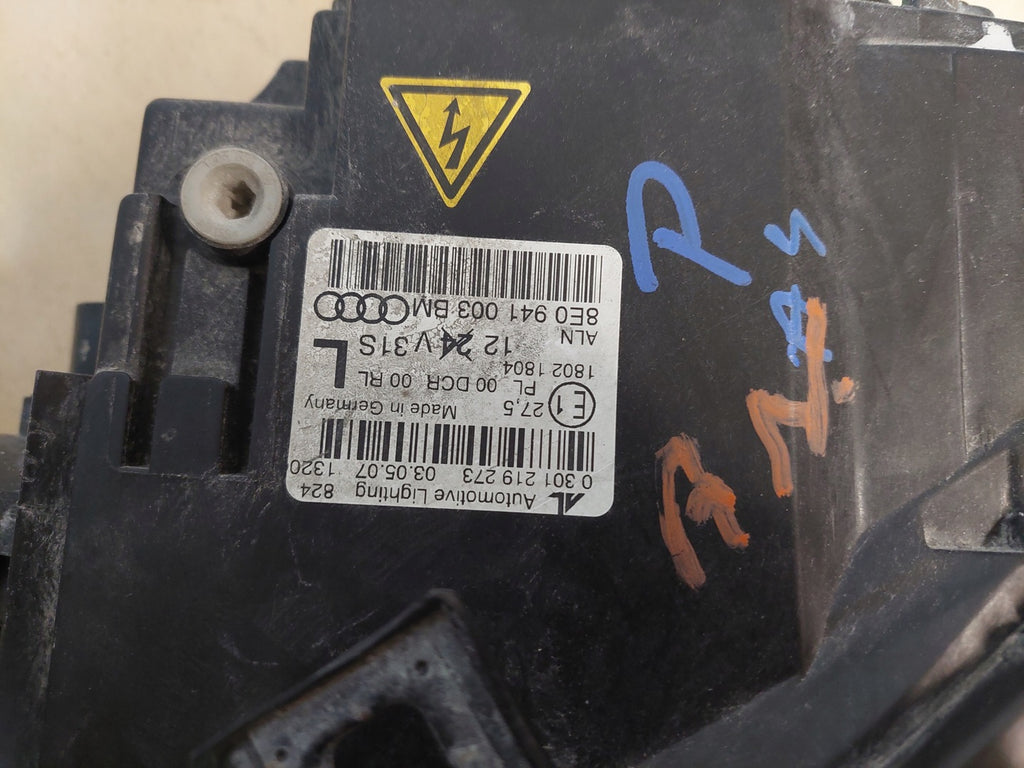 AL
Automotive Lighting 824
0 301 219 273 03.05.07 1320
E1 27,5 Made in Germany
PL 00 DCR 00 RL L
1802 1804
12 24 V 31S
ALN
8E0 941 003 BM